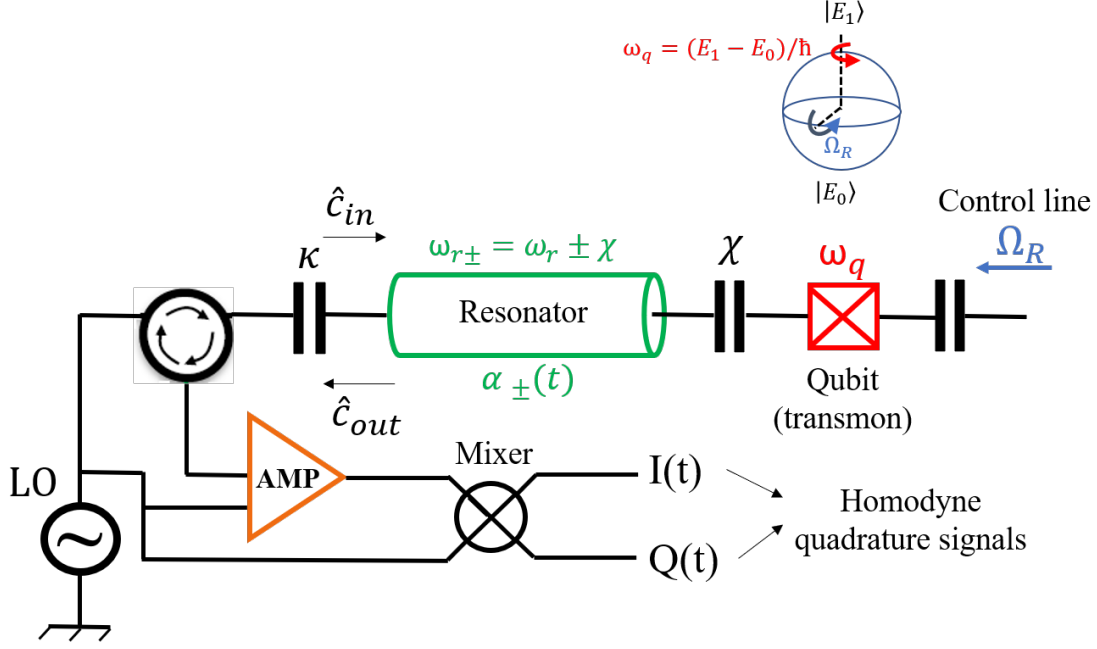 |E₁⟩
ω_q = (E₁ − E₀)/ħ
Ω_R
|E₀⟩
Control line
Ω_R
ĉ_in
κ
ω_r± = ω_r ± χ
χ
ω_q
Resonator
α_±(t)
Qubit
(transmon)
ĉ_out
LO
AMP
Mixer
I(t)
Q(t)
Homodyne
quadrature signals